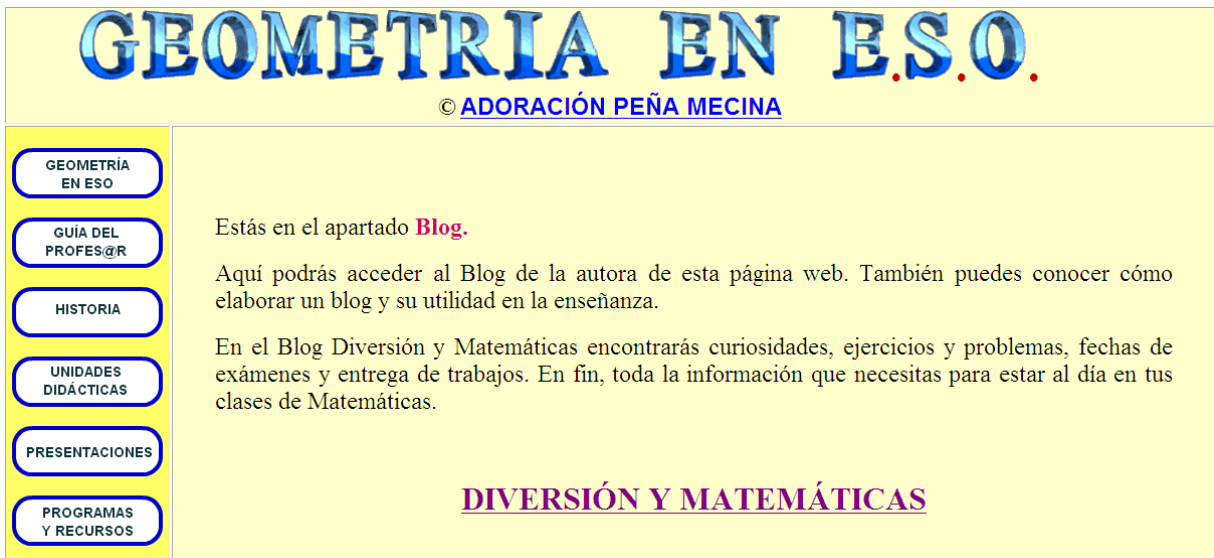 GEOMETRIA EN E.S.O.
© ADORACIÓN PEÑA MECINA
GEOMETRÍA
EN ESO
GUÍA DEL
PROFES@R
HISTORIA
UNIDADES
DIDÁCTICAS
PRESENTACIONES
PROGRAMAS
Y RECURSOS
Estás en el apartado Blog.
Aquí podrás acceder al Blog de la autora de esta página web. También puedes conocer cómo
elaborar un blog y su utilidad en la enseñanza.
En el Blog Diversión y Matemáticas encontrarás curiosidades, ejercicios y problemas, fechas de
exámenes y entrega de trabajos. En fin, toda la información que necesitas para estar al día en tus
clases de Matemáticas.
DIVERSIÓN Y MATEMÁTICAS